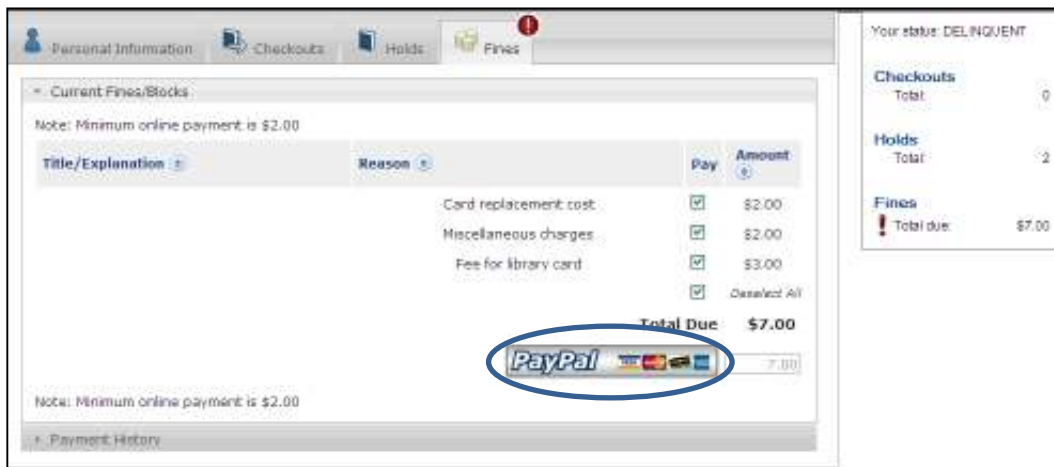 Personal Information Checkouts Holds Fines
Current Fines/Blocks
Note: Minimum online payment is $2.00
Title/Explanation Reason Pay Amount
Card replacement cost $2.00
Miscellaneous charges $2.00
Fee for library card $3.00
Deselect All
Total Due $7.00
PayPal 7.00
Note: Minimum online payment is $2.00
Payment History
Your status: DELINQUENT
Checkouts
Total: 0
Holds
Total: 2
Fines
Total due: $7.00